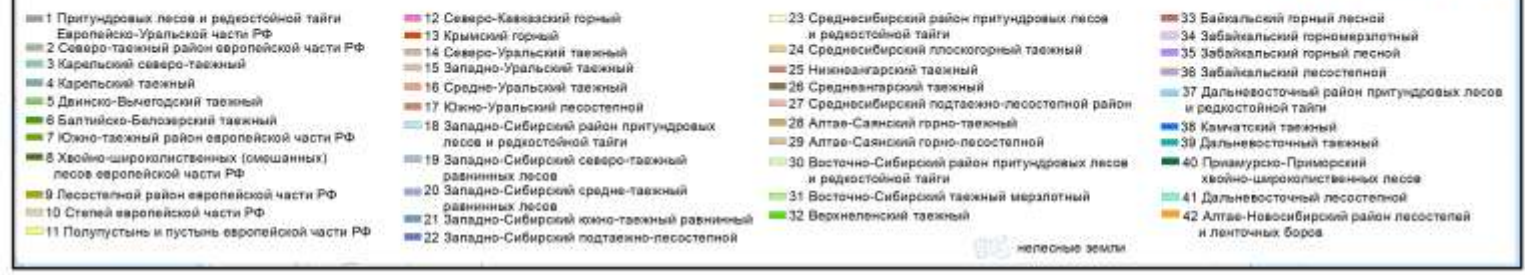 1 Притундровых лесов и редкостойной тайги
Европейско-Уральской части РФ
2 Северо-таежный район европейской части РФ
3 Карельский северо-таежный
4 Карельский таежный
5 Двинско-Вычегодский таежный
6 Балтийско-Белозерский таежный
7 Южно-таежный район европейской части РФ
8 Хвойно-широколиственных (смешанных)
лесов европейской части РФ
9 Лесостепной район европейской части РФ
10 Степей европейской части РФ
11 Полупустынь и пустынь европейской части РФ
12 Северо-Кавказский горный
13 Крымский горный
14 Северо-Уральский таежный
15 Западно-Уральский таежный
16 Средне-Уральский таежный
17 Южно-Уральский лесостепной
18 Западно-Сибирский район притундровых
лесов и редкостойной тайги
19 Западно-Сибирский северо-таежный
равнинных лесов
20 Западно-Сибирский средне-таежный
равнинных лесов
21 Западно-Сибирский южно-таежный равнинный
22 Западно-Сибирский подтаежно-лесостепной
23 Среднесибирский район притундровых лесов
и редкостойной тайги
24 Среднесибирский плоскогорный таежный
25 Нижнеангарский таежный
26 Среднеангарский таежный
27 Среднесибирский подтаежно-лесостепной район
28 Алтае-Саянский горно-таежный
29 Алтае-Саянский горно-лесостепной
30 Восточно-Сибирский район притундровых лесов
и редкостойной тайги
31 Восточно-Сибирский таежный мерзлотный
32 Верхнеленский таежный
нелесные земли
33 Байкальский горный лесной
34 Забайкальский горномерзлотный
35 Забайкальский горный лесной
36 Забайкальский лесостепной
37 Дальневосточный район притундровых лесов
и редкостойной тайги
38 Камчатский таежный
39 Дальневосточный таежный
40 Приамурско-Приморский
хвойно-широколиственных лесов
41 Дальневосточный лесостепной
42 Алтае-Новосибирский район лесостепей
и ленточных боров